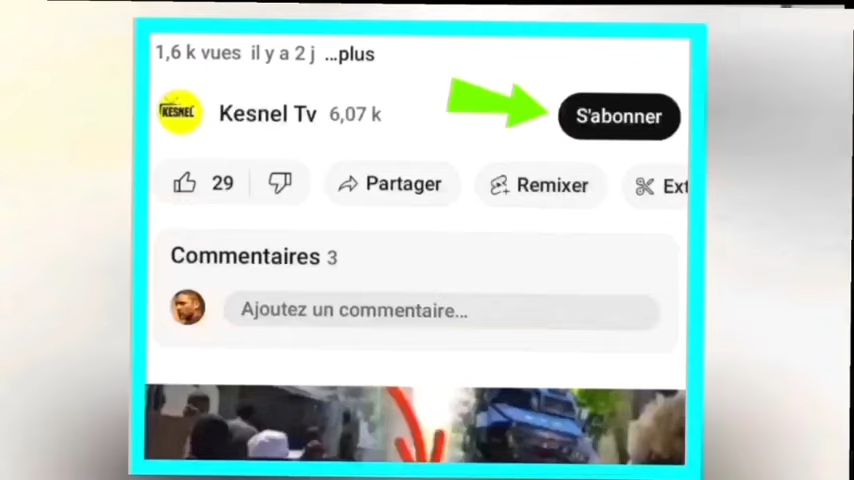 1,6 k vues il y a 2 j ...plus
KESNEL
Kesnel Tv 6,07 k
S'abonner
29
Partager
Remixer
Ext
Commentaires 3
Ajoutez un commentaire...